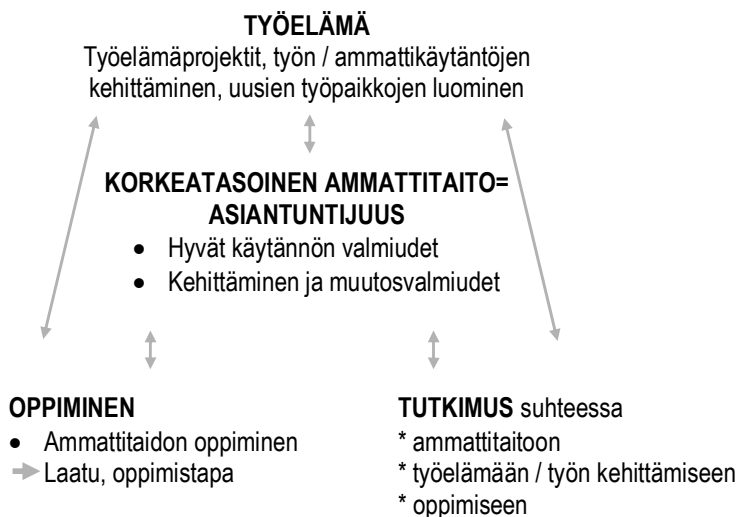 TYÖELÄMÄ
Työelämäprojektit, työn / ammattikäytäntöjen
kehittäminen, uusien työpaikkojen luominen
KORKEATASOINEN AMMATTITAITO=
ASIANTUNTIJUUS
• Hyvät käytännön valmiudet
• Kehittäminen ja muutosvalmiudet
OPPIMINEN
• Ammattitaidon oppiminen
Laatu, oppimistapa
TUTKIMUS suhteessa
* ammattitaitoon
* työelämään / työn kehittämiseen
* oppimiseen